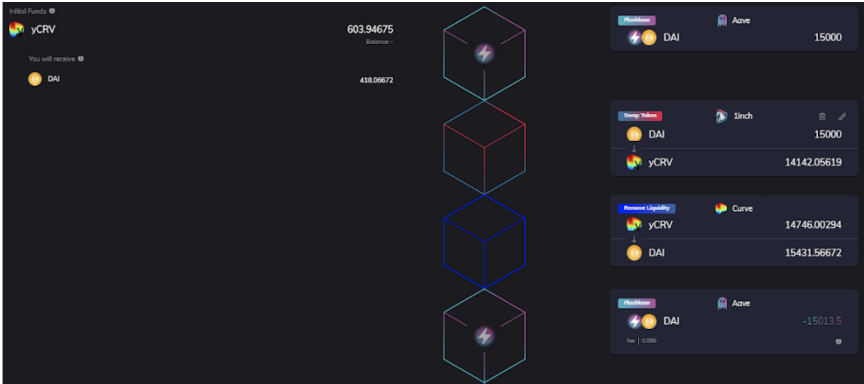 Initial Funds
yCRV 603.94675
Balance: -
You will receive
DAI 418.06672
Flashloan Aave
DAI 15000
Swap Token 1inch
DAI 15000
yCRV 14142.05619
Remove Liquidity Curve
yCRV 14746.00294
DAI 15431.56672
Flashloan Aave
DAI -15013.5
Fee | 0.09%